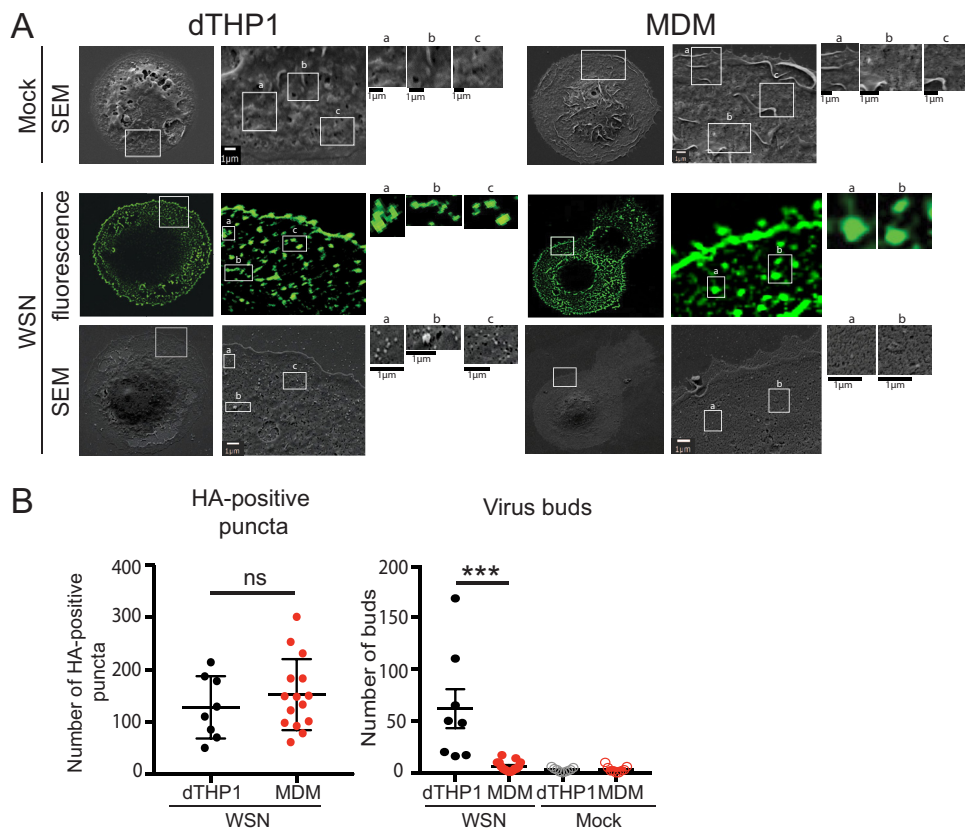 A
dTHP1
MDM
Mock
SEM
a b c
a
b
c
1µm
1µm 1µm 1µm
a
b
1µm
a b c
1µm 1µm 1µm
WSN
fluorescence
a
b
c
a b c
a
b
a b
SEM
a
b
c
1µm
a b c
1µm
1µm
1µm
a
b
1µm
a b
1µm 1µm
B
HA-positive
puncta
Number of HA-positive
puncta
400
300
200
100
0
ns
dTHP1 MDM
WSN
Virus buds
Number of buds
200
150
100
50
0
***
dTHP1 MDM dTHP1 MDM
WSN Mock